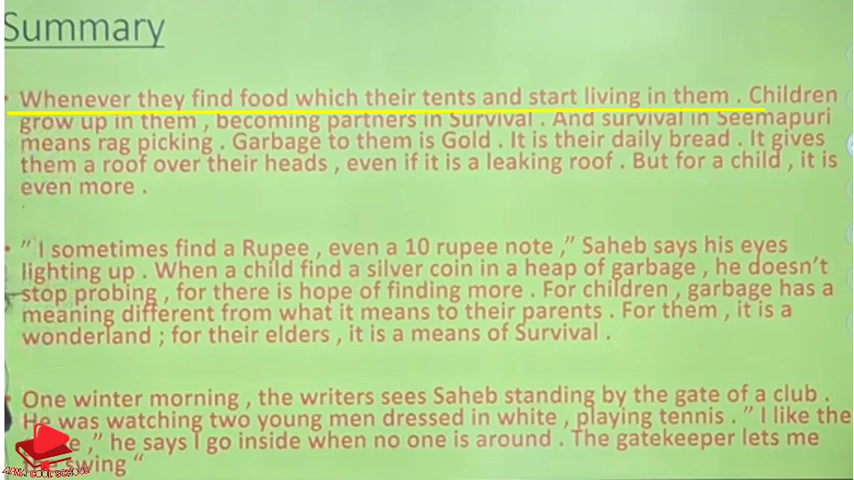 Summary
• Whenever they find food which their tents and start living in them . Children
grow up in them , becoming partners in Survival . And survival in Seemapuri
means rag picking . Garbage to them is Gold . It is their daily bread . It gives
them a roof over their heads , even if it is a leaking roof . But for a child , it is
even more .
• ” I sometimes find a Rupee , even a 10 rupee note ,” Saheb says his eyes
lighting up . When a child find a silver coin in a heap of garbage , he doesn’t
stop probing , for there is hope of finding more . For children , garbage has a
meaning different from what it means to their parents . For them , it is a
wonderland ; for their elders , it is a means of Survival .
• One winter morning , the writers sees Saheb standing by the gate of a club .
He was watching two young men dressed in white , playing tennis . ” I like the
,” he says I go inside when no one is around . The gatekeeper lets me
swing “